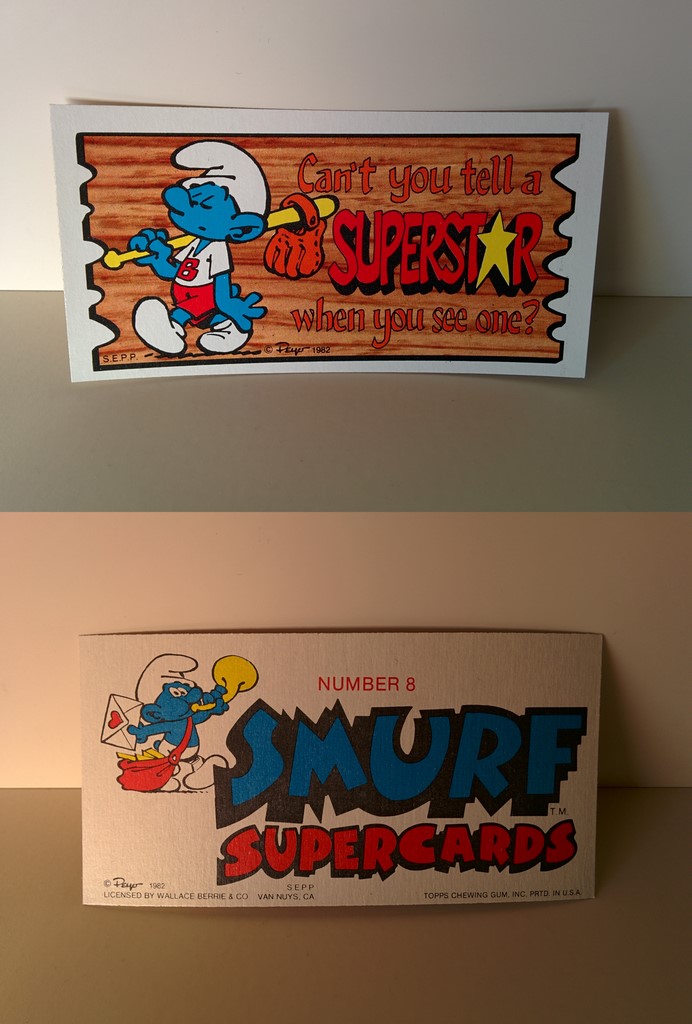 Can't you tell a
SUPERSTAR
when you see one?
B
S.E.P.P. © Peyo 1982
NUMBER 8
SMURF
T.M.
SUPERCARDS
© Peyo 1982 S.E.P.P.
LICENSED BY WALLACE BERRIE & CO VAN NUYS, CA TOPPS CHEWING GUM, INC. PRTD. IN U.S.A.